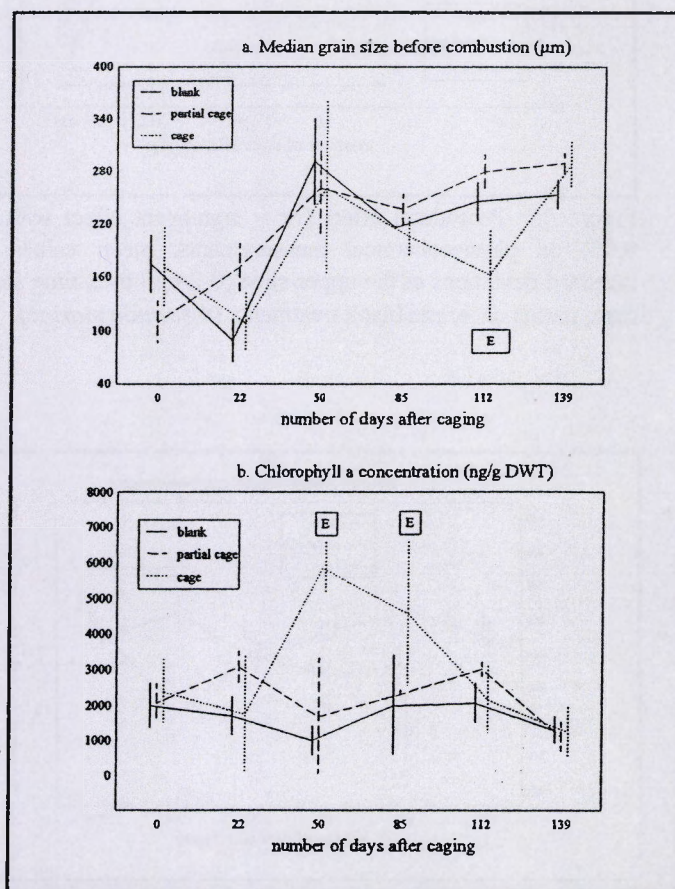 a. Median grain size before combustion (µm)
400
340
280
220
160
100
40
blank
partial cage
cage
E
0 22 50 85 112 139
number of days after caging
b. Chlorophyll a concentration (ng/g DWT)
8000
7000
6000
5000
4000
3000
2000
1000
0
blank
partial cage
cage
E E
0 22 50 85 112 139
number of days after caging